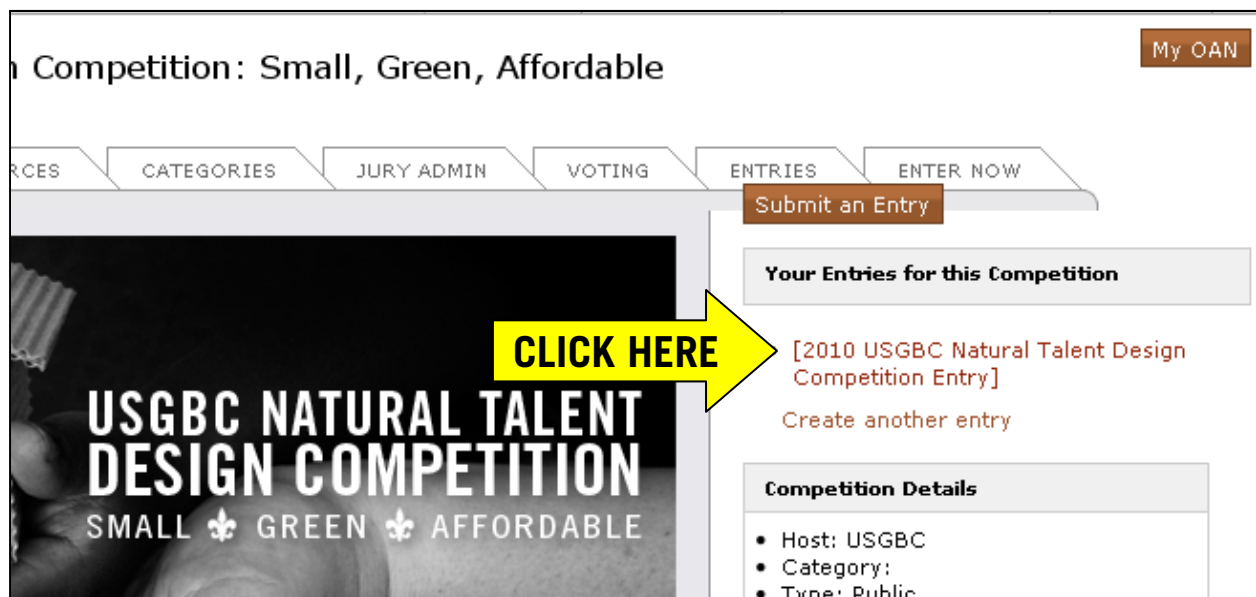 Competition: Small, Green, Affordable
My OAN
CATEGORIES
JURY ADMIN
VOTING
ENTRIES
ENTER NOW
Submit an Entry
Your Entries for this Competition
CLICK HERE
[2010 USGBC Natural Talent Design
Competition Entry]
Create another entry
USGBC NATURAL TALENT
DESIGN COMPETITION
SMALL GREEN AFFORDABLE
Competition Details
• Host: USGBC
• Category:
• Type: Public